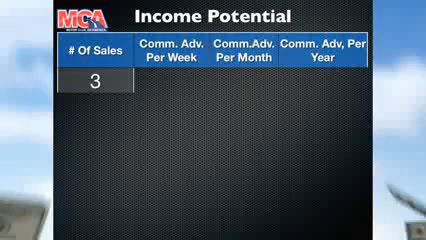 MCA
MOTOR CLUB OF AMERICA
Income Potential
# Of Sales
Comm. Adv. Per Week
Comm.Adv. Per Month
Comm. Adv, Per Year
3